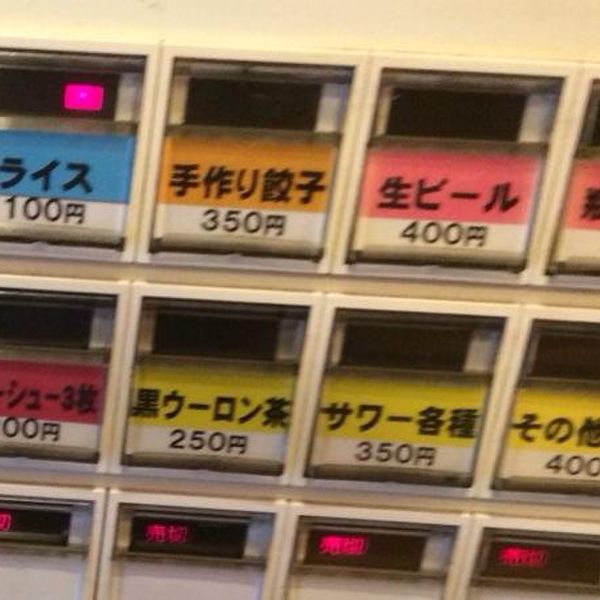 ライス
100円
手作り餃子
350円
生ビール
400円
ーシュー3枚
00円
黒ウーロン茶
250円
サワー各種
350円
その他
400
売切
売切
売切